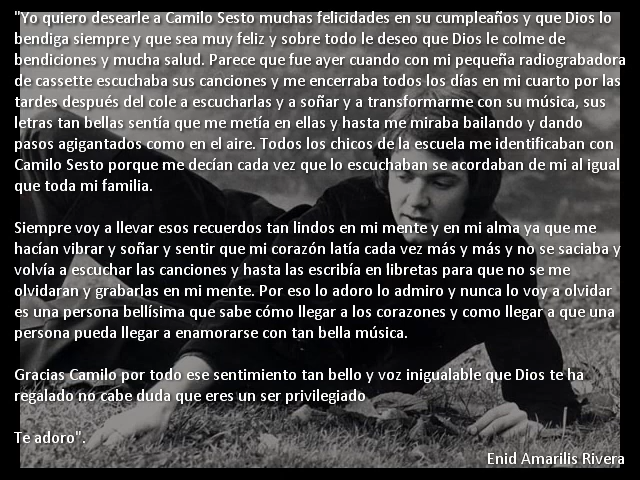 "Yo quiero desearle a Camilo Sesto muchas felicidades en su cumpleaños y que Dios lo
bendiga siempre y que sea muy feliz y sobre todo le deseo que Dios le colme de
bendiciones y mucha salud. Parece que fue ayer cuando con mi pequeña radiograbadora
de cassette escuchaba sus canciones y me encerraba todos los días en mi cuarto por las
tardes después del cole a escucharlas y a soñar y a transformarme con su música, sus
letras tan bellas sentía que me metía en ellas y hasta me miraba bailando y dando
pasos agigantados como en el aire. Todos los chicos de la escuela me identificaban con
Camilo Sesto porque me decían cada vez que lo escuchaban se acordaban de mi al igual
que toda mi familia.
Siempre voy a llevar esos recuerdos tan lindos en mi mente y en mi alma ya que me
hacían vibrar y soñar y sentir que mi corazón latía cada vez más y más y no se saciaba y
volvía a escuchar las canciones y hasta las escribía en libretas para que no se me
olvidaran y grabarlas en mi mente. Por eso lo adoro lo admiro y nunca lo voy a olvidar
es una persona bellísima que sabe cómo llegar a los corazones y como llegar a que una
persona pueda llegar a enamorarse con tan bella música.
Gracias Camilo por todo ese sentimiento tan bello y voz inigualable que Dios te ha
regalado no cabe duda que eres un ser privilegiado
Te adoro".
Enid Amarilis Rivera